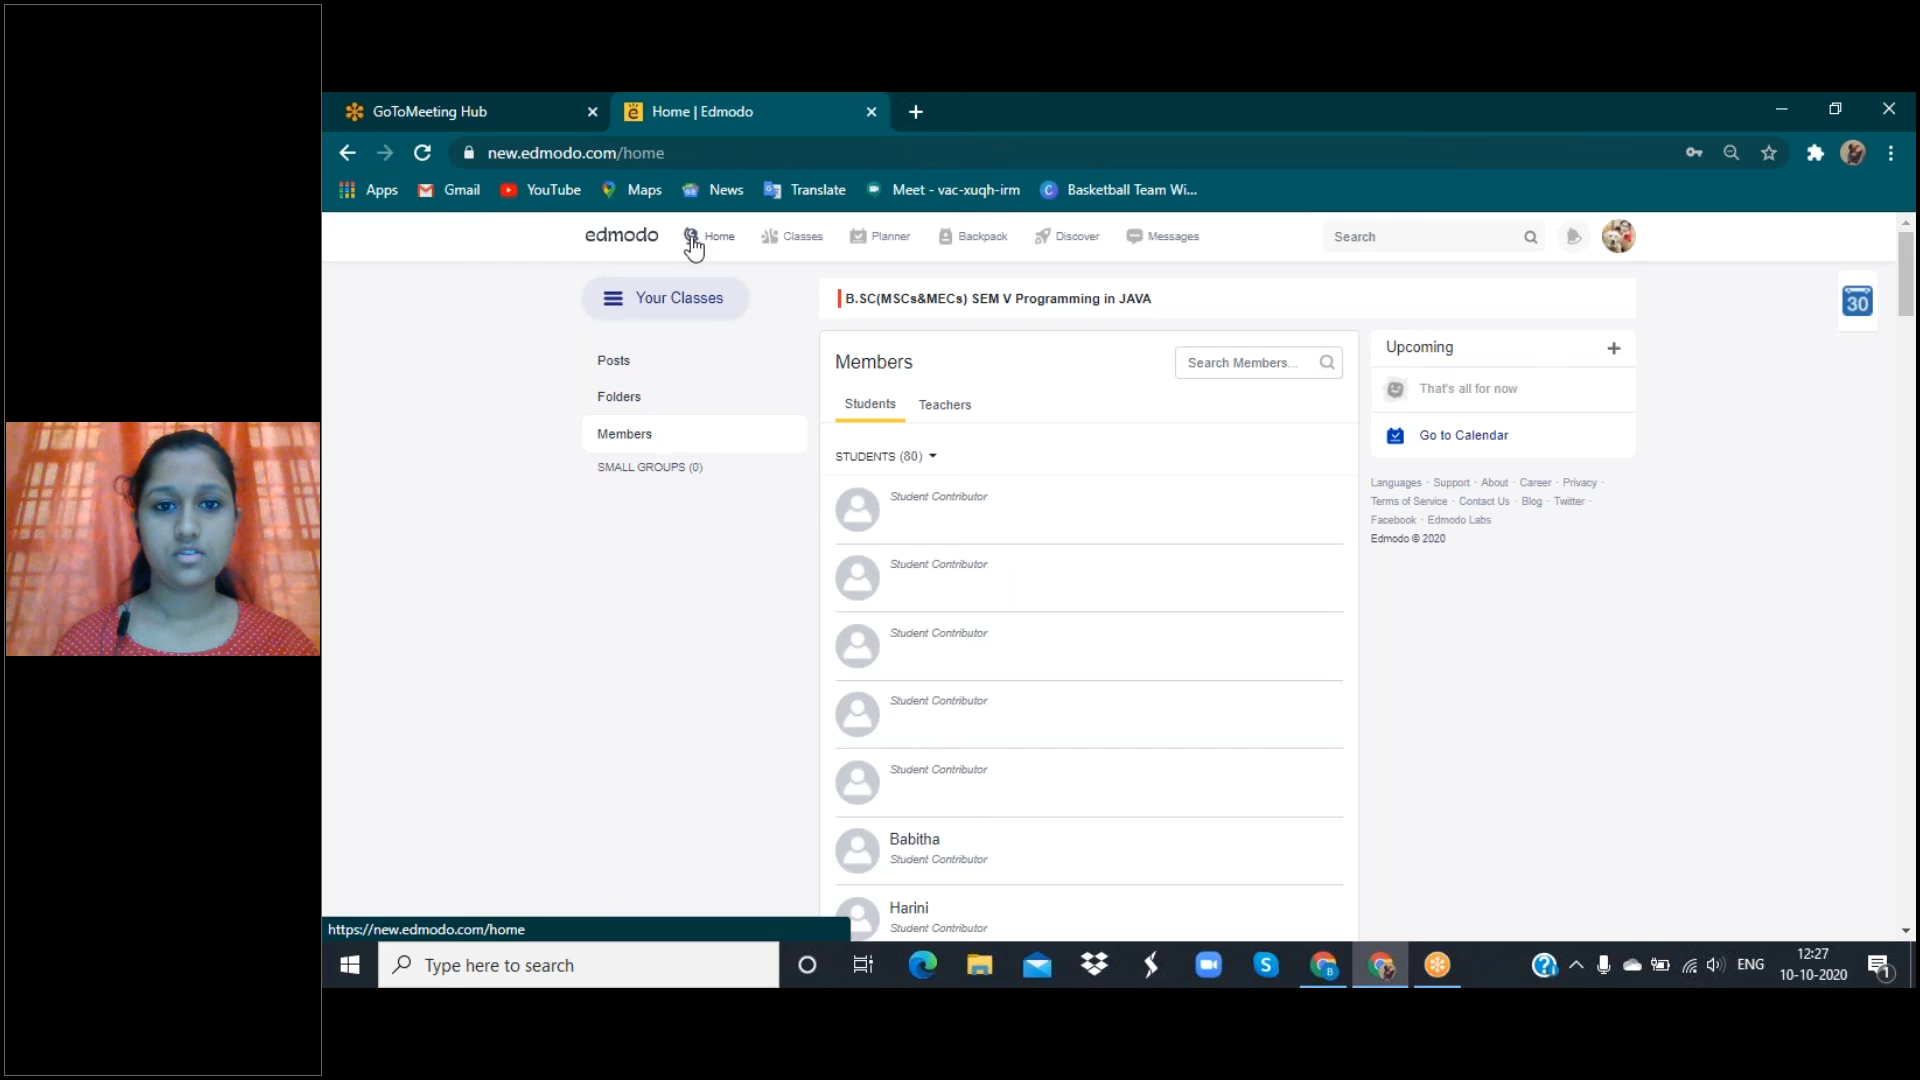 GoToMeeting Hub
Home | Edmodo
new.edmodo.com/home
Apps Gmail YouTube Maps News Translate Meet - vac-xuqh-irm Basketball Team Wi...
edmodo Home Classes Planner Backpack Discover Messages Search
Your Classes
B.SC(MSCs&MECs) SEM V Programming in JAVA
30
Posts
Folders
Members
SMALL GROUPS (0)
Members Search Members...
Students Teachers
STUDENTS (80)
Student Contributor
Student Contributor
Student Contributor
Student Contributor
Student Contributor
Babitha
Student Contributor
Harini
Student Contributor
Upcoming
That's all for now
Go to Calendar
Languages · Support · About · Career · Privacy ·
Terms of Service · Contact Us · Blog · Twitter ·
Facebook · Edmodo Labs
Edmodo © 2020
https://new.edmodo.com/home
Type here to search
ENG
12:27
10-10-2020
1